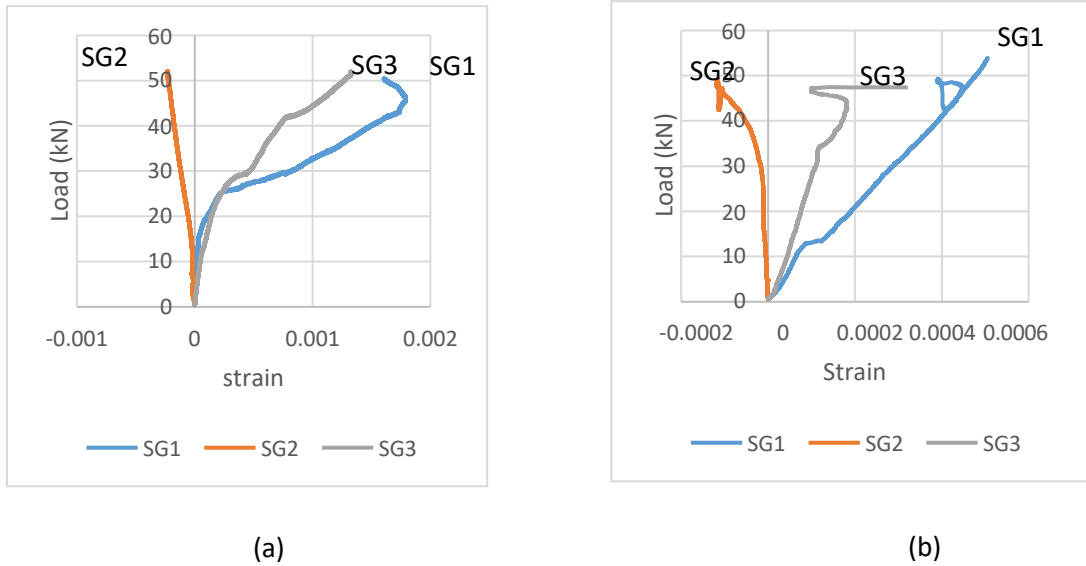 SG2
SG3
SG1
60
50
40
30
20
10
0
Load (kN)
-0.001
0
0.001
0.002
strain
SG1
SG2
SG3
(a)
SG1
SG2
SG3
60
50
40
30
20
10
0
Load (kN)
-0.0002
0
0.0002
0.0004
0.0006
Strain
SG1
SG2
SG3
(b)